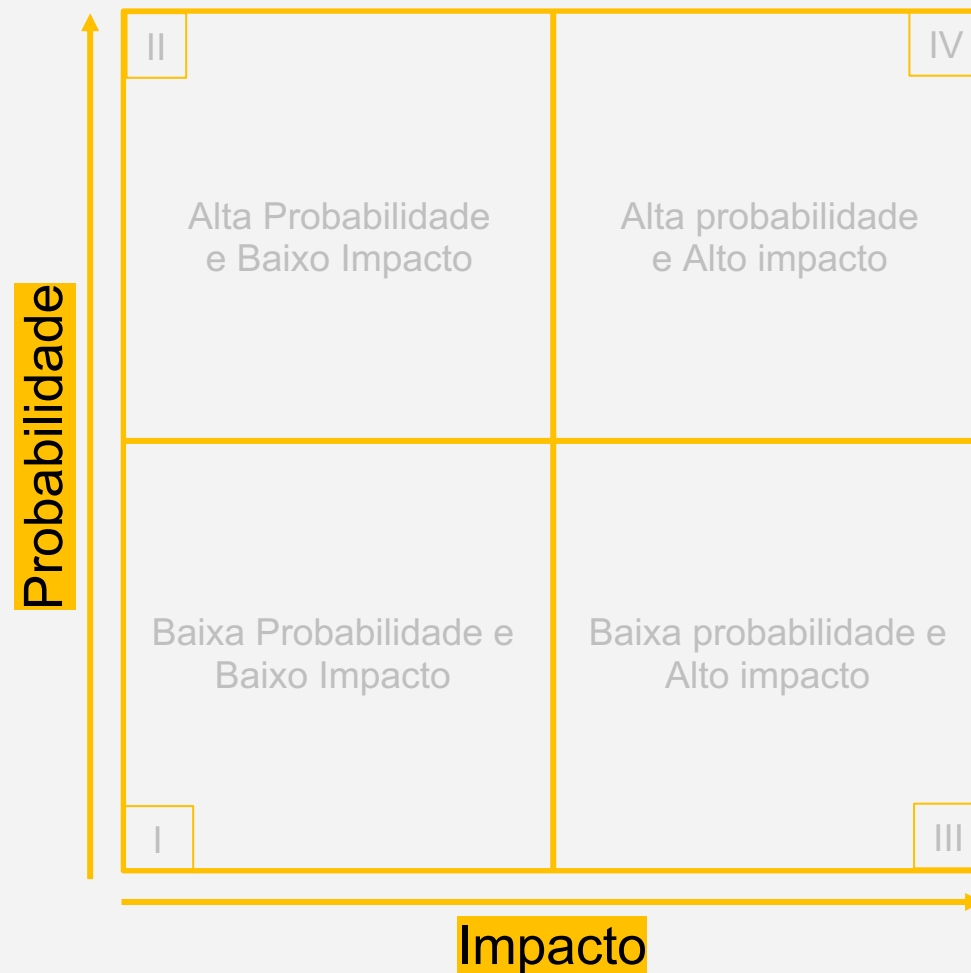 II
IV
Alta Probabilidade
e Baixo Impacto
Alta probabilidade
e Alto impacto
Probabilidade
Baixa Probabilidade e
Baixo Impacto
Baixa probabilidade e
Alto impacto
I
III
Impacto